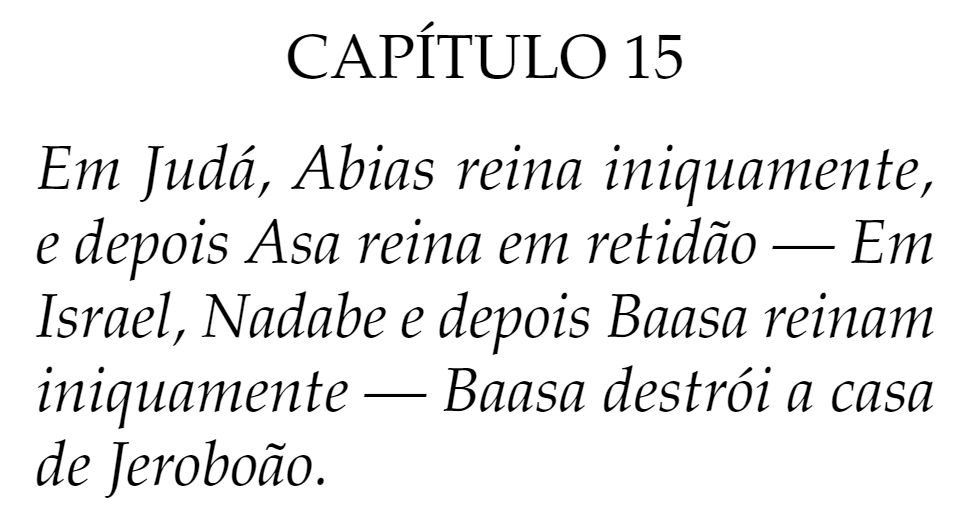 CAPÍTULO 15
Em Judá, Abias reina iniquamente,
e depois Asa reina em retidão — Em
Israel, Nadabe e depois Baasa reinam
iniquamente — Baasa destrói a casa
de Jeroboão.